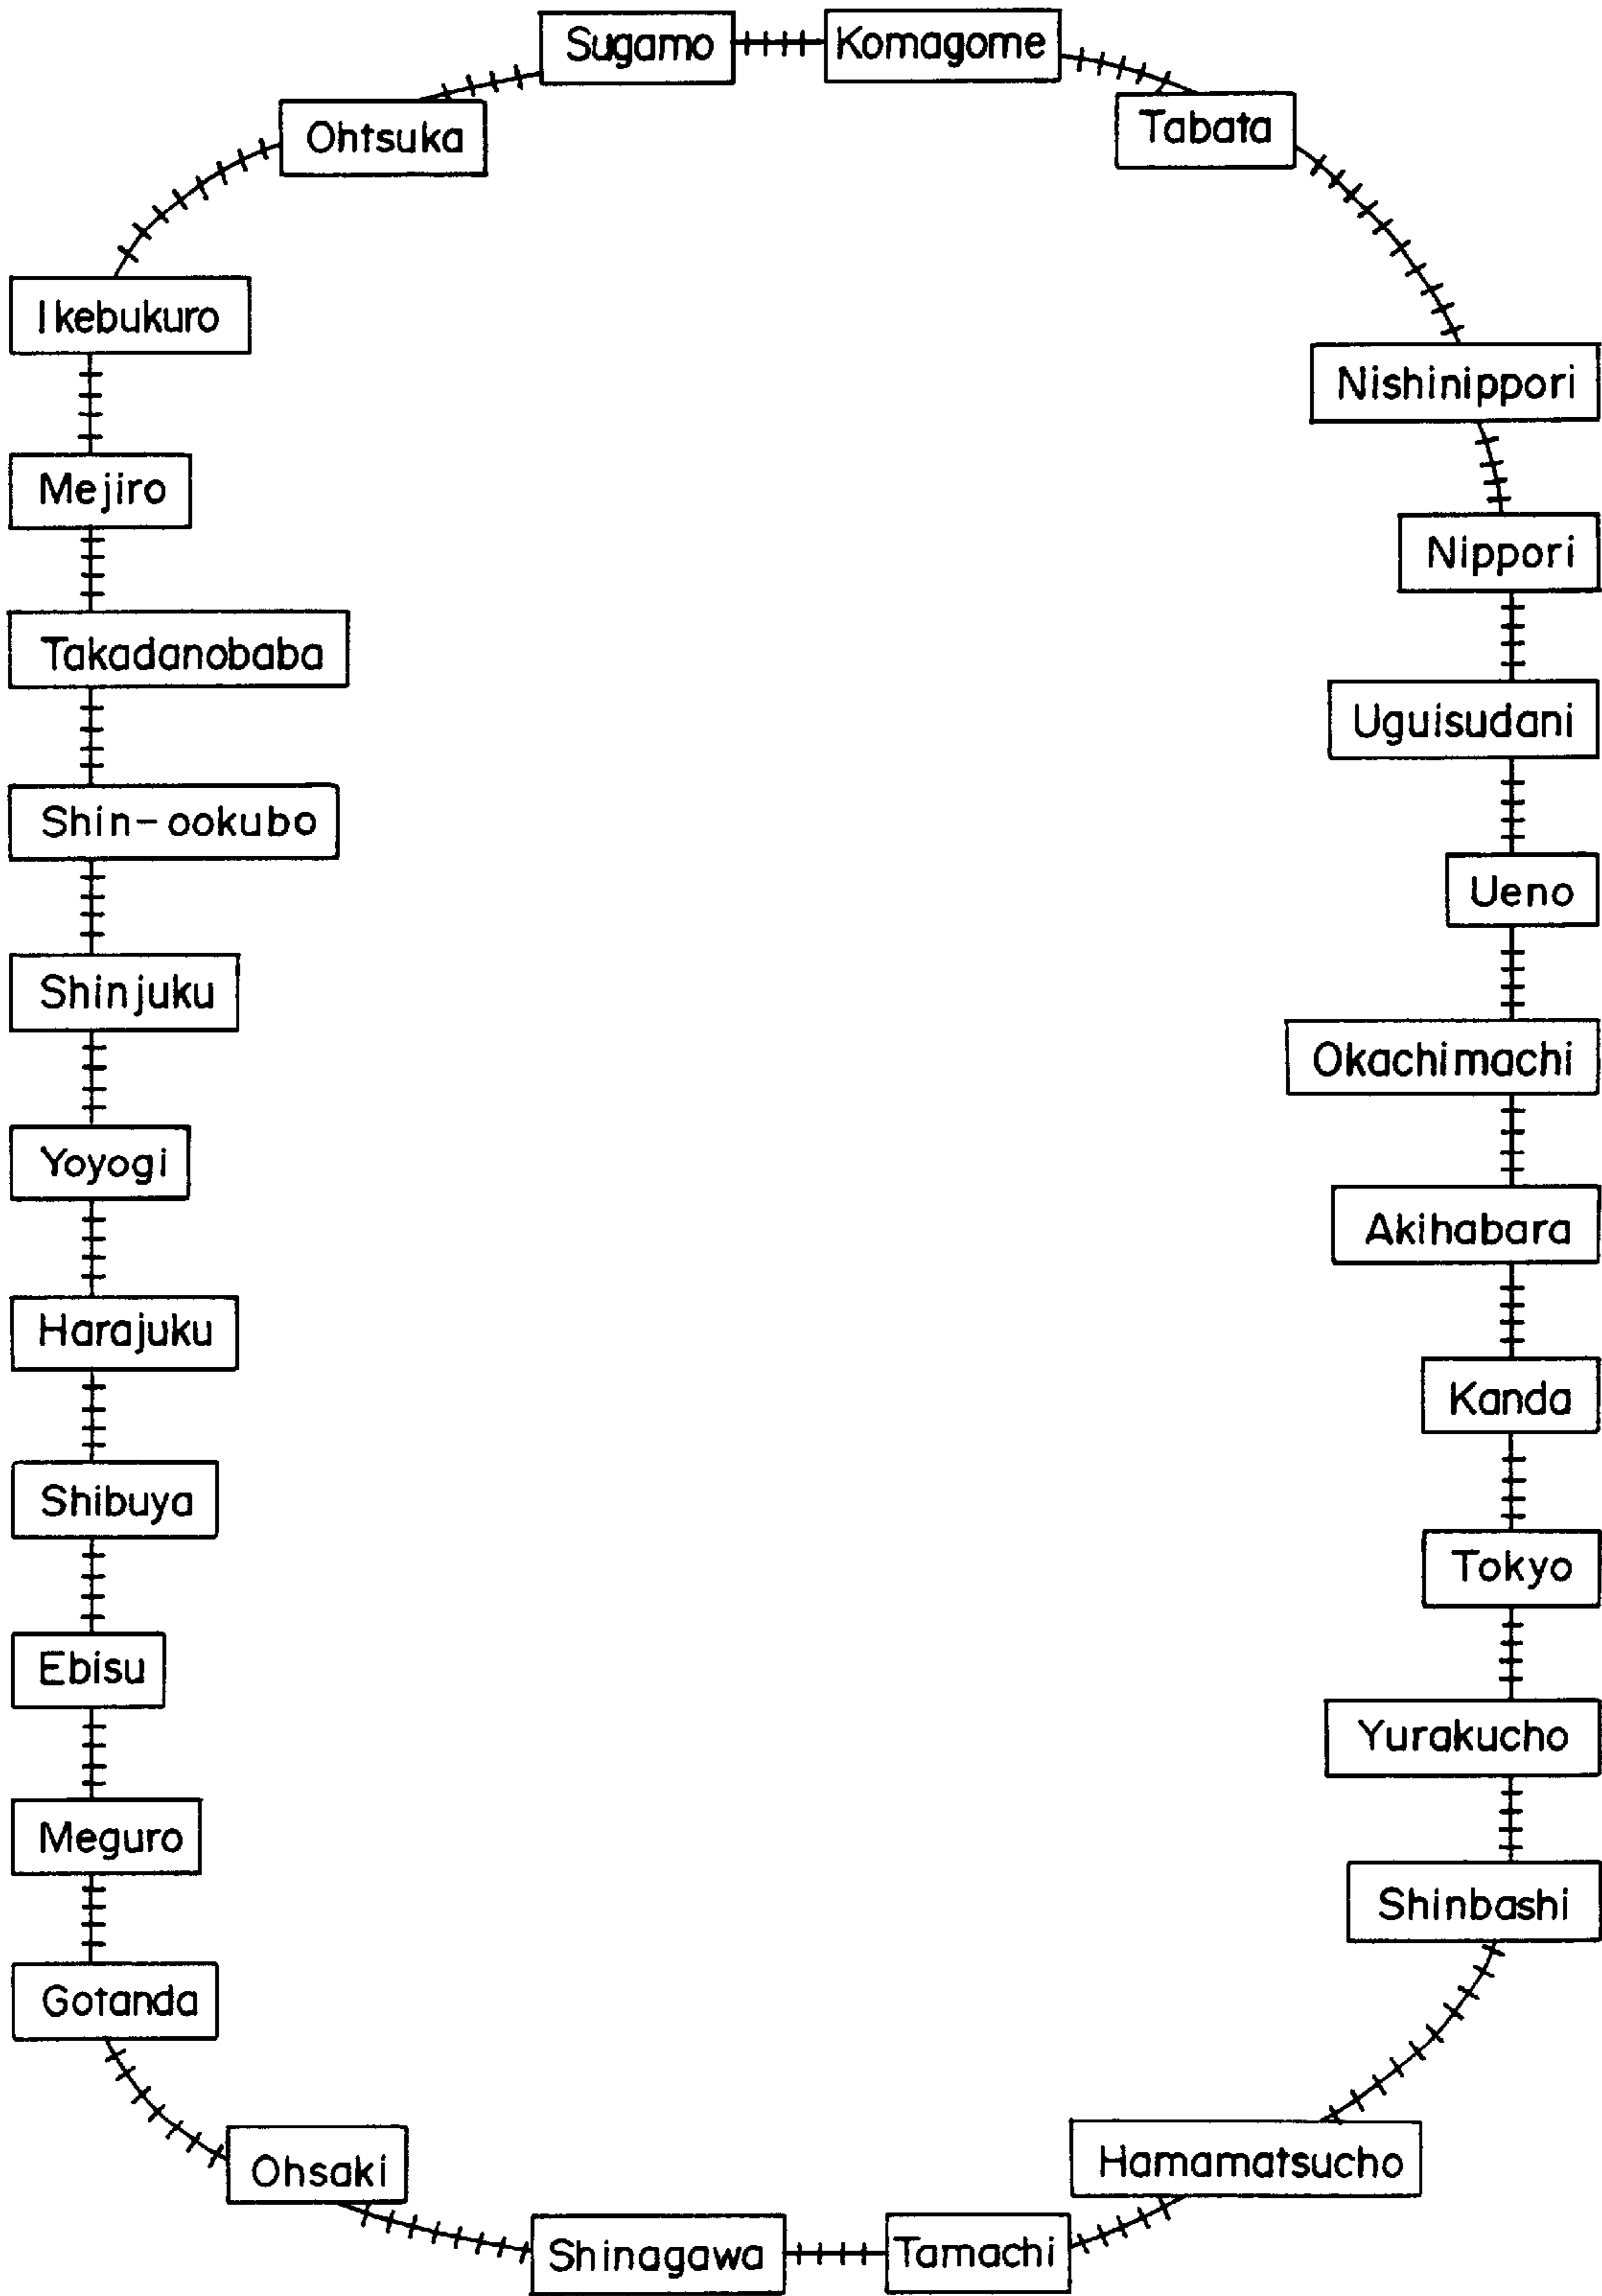 Sugamo
Komagome
Ohtsuka
Tabata
Ikebukuro
Nishinippori
Mejiro
Nippori
Takadanobaba
Uguisudani
Shin-ookubo
Ueno
Shinjuku
Okachimachi
Yoyogi
Akihabara
Harajuku
Kanda
Shibuya
Tokyo
Ebisu
Yurakucho
Meguro
Shinbashi
Gotanda
Hamamatsucho
Ohsaki
Shinagawa
Tamachi